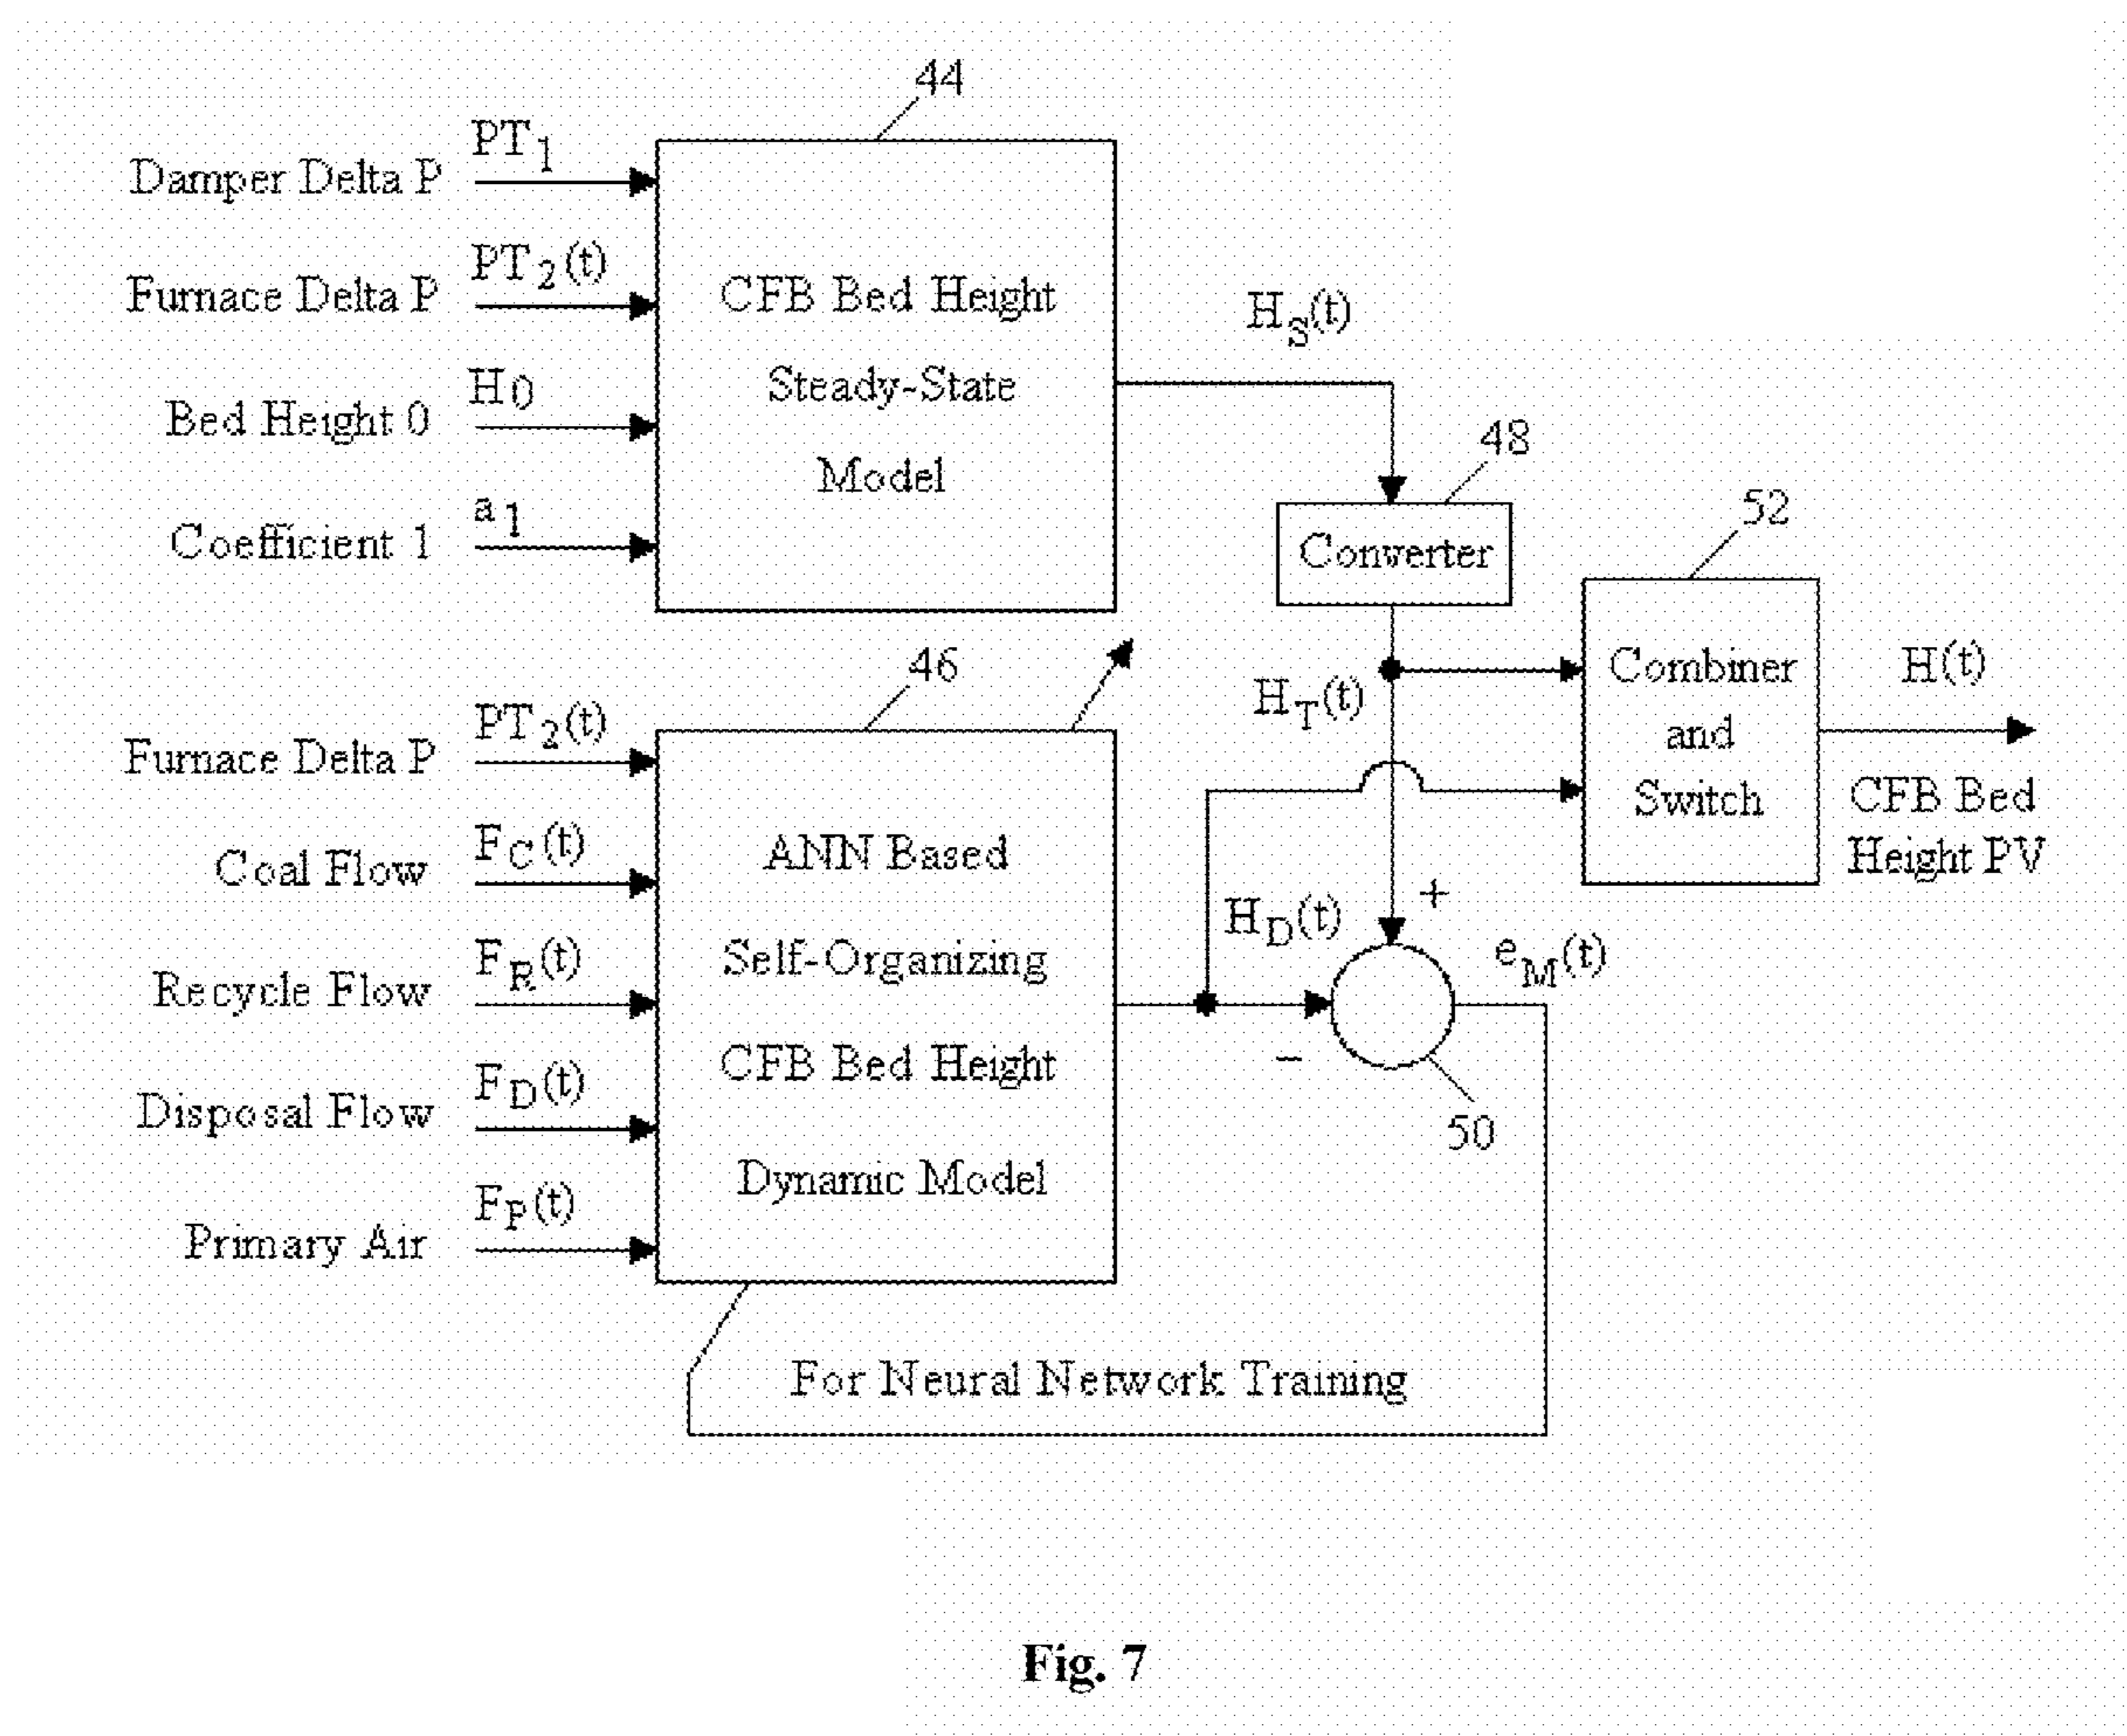 44
PT1
Damper Delta P
PT2(t)
Furnace Delta P
H0
Bed Height 0
a1
Coefficient 1
CFB Bed Height
Steady-State
Model
HS(t)
48
Converter
52
HT(t)
Combiner
and
Switch
H(t)
CFB Bed
Height PV
46
PT2(t)
Furnace Delta P
FC(t)
Coal Flow
FR(t)
Recycle Flow
FD(t)
Disposal Flow
FP(t)
Primary Air
ANN Based
Self-Organizing
CFB Bed Height
Dynamic Model
HD(t)
+
−
eM(t)
50
For Neural Network Training
Fig. 7